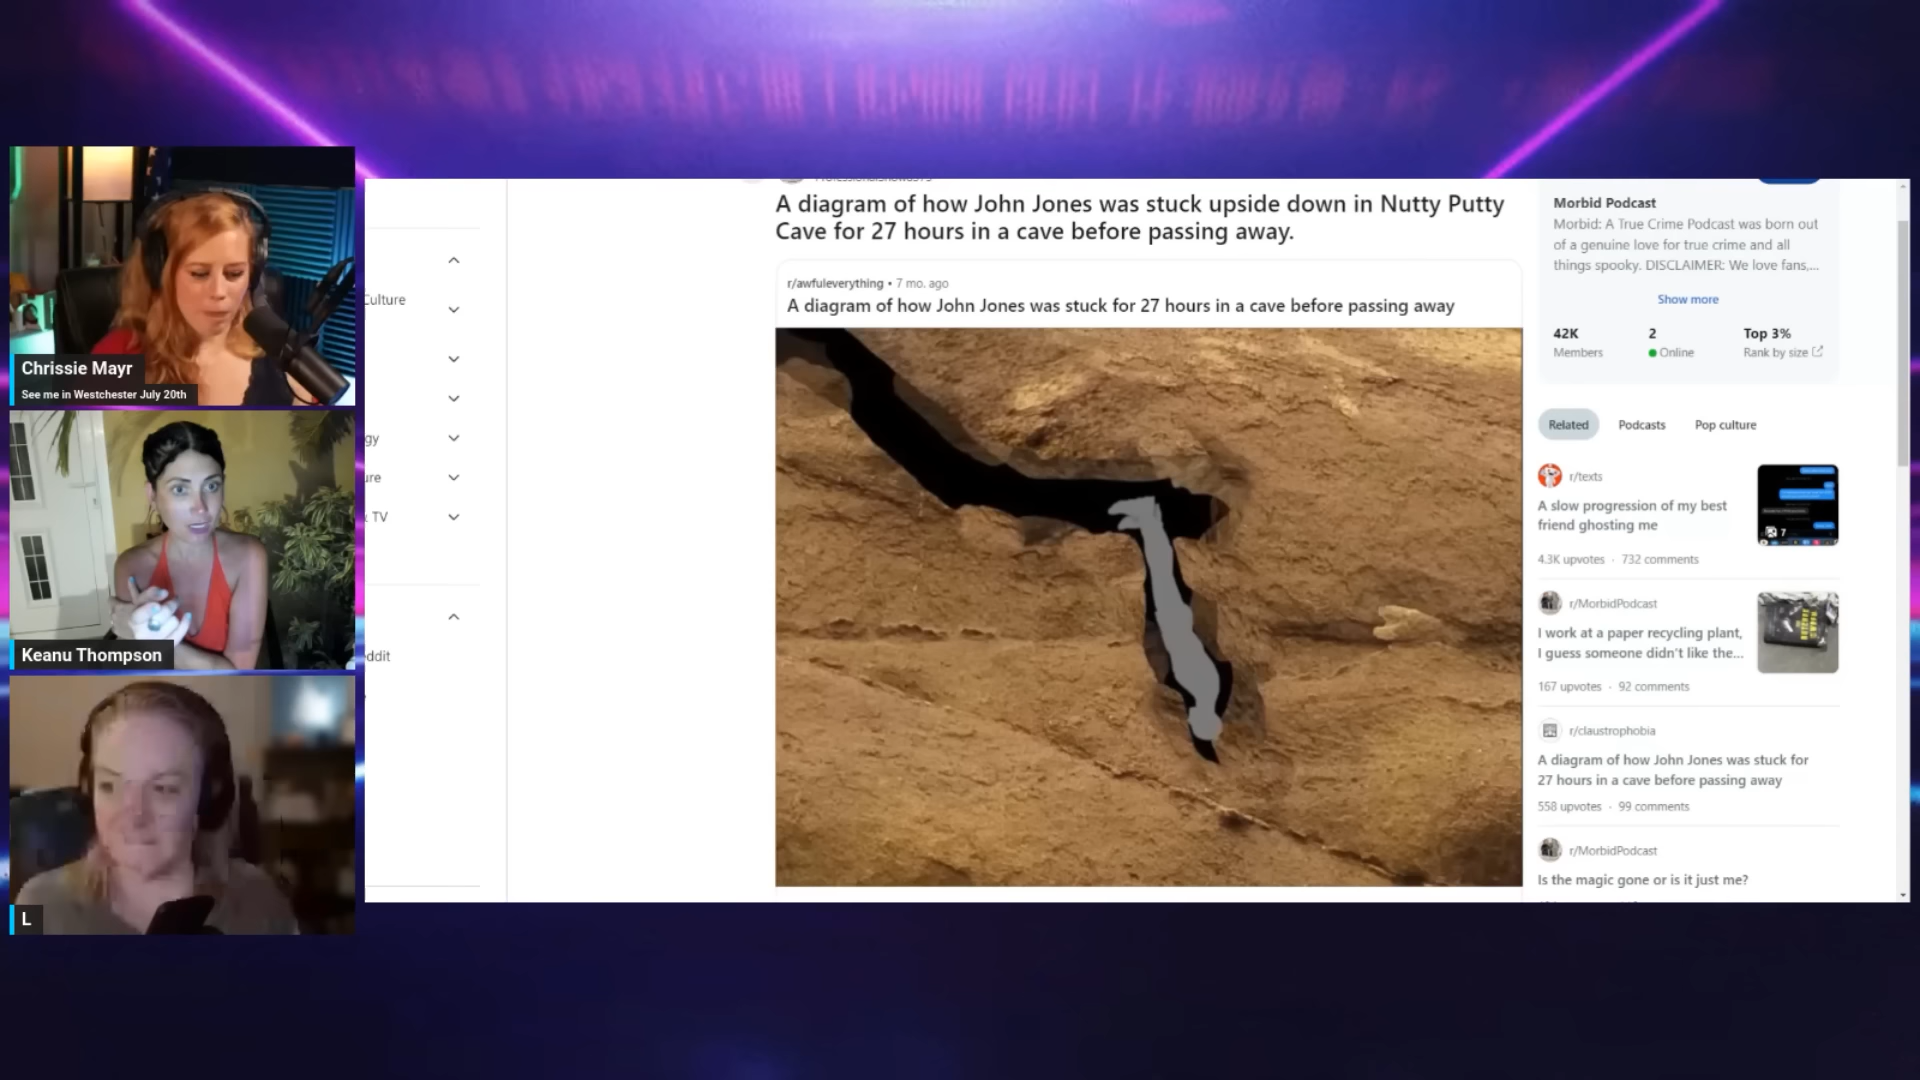 Chrissie Mayr
See me in Westchester July 20th
Keanu Thompson
L
Culture
gy
ure
TV
ddit
A diagram of how John Jones was stuck upside down in Nutty Putty
Cave for 27 hours in a cave before passing away.
r/awfuleverything • 7 mo. ago
A diagram of how John Jones was stuck for 27 hours in a cave before passing away
Morbid Podcast
Morbid: A True Crime Podcast was born out
of a genuine love for true crime and all
things spooky. DISCLAIMER: We love fans,...
Show more
42K 2 Top 3%
Members Online Rank by size
Related Podcasts Pop culture
r/texts
A slow progression of my best
friend ghosting me
7
4.3K upvotes · 732 comments
r/MorbidPodcast
I work at a paper recycling plant,
I guess someone didn't like the...
167 upvotes · 92 comments
r/claustrophobia
A diagram of how John Jones was stuck for
27 hours in a cave before passing away
558 upvotes · 99 comments
r/MorbidPodcast
Is the magic gone or is it just me?